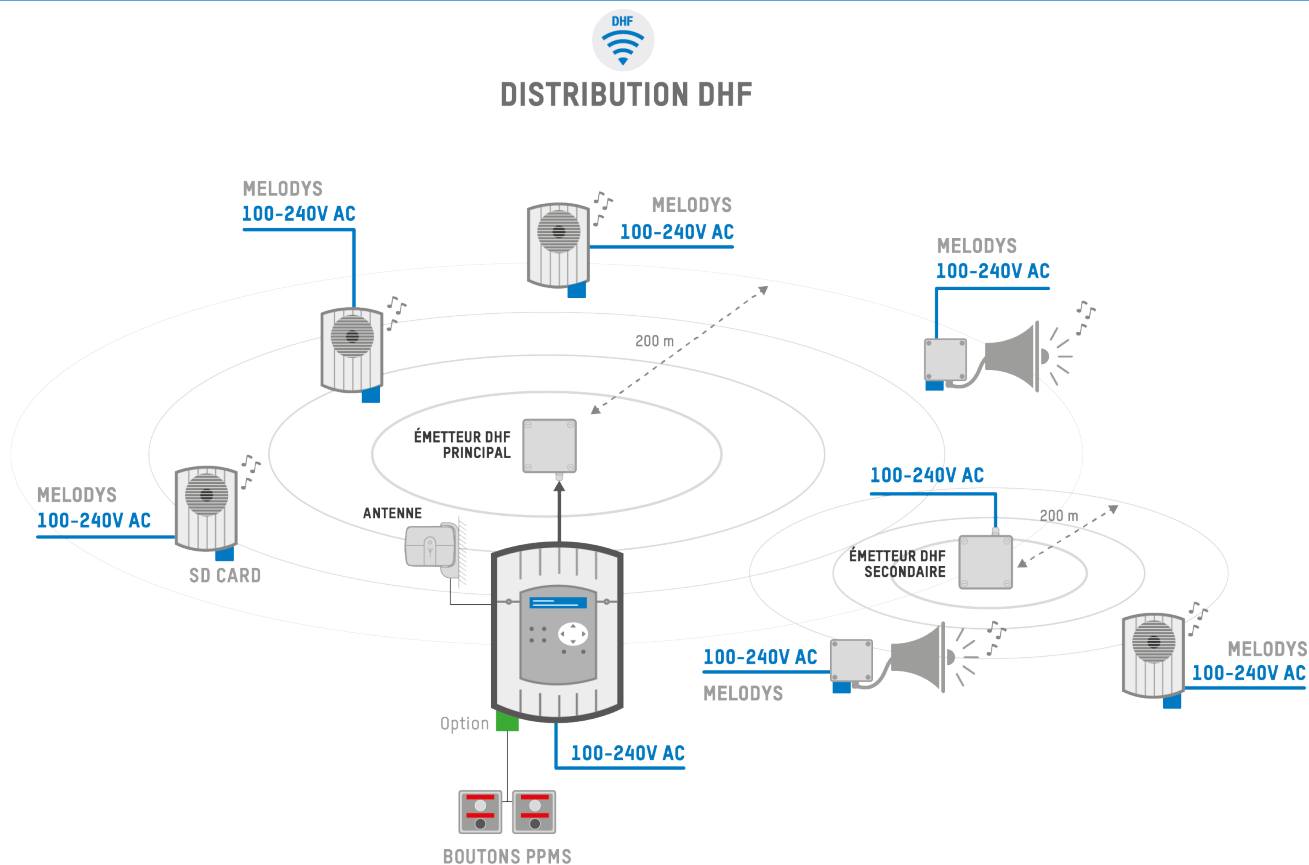 DHF
DISTRIBUTION DHF
MELODYS
100-240V AC
MELODYS
100-240V AC
MELODYS
100-240V AC
200 m
ÉMETTEUR DHF
PRINCIPAL
100-240V AC
MELODYS
100-240V AC
ANTENNE
200 m
ÉMETTEUR DHF
SECONDAIRE
SD CARD
100-240V AC
MELODYS
MELODYS
100-240V AC
Option
100-240V AC
BOUTONS PPMS